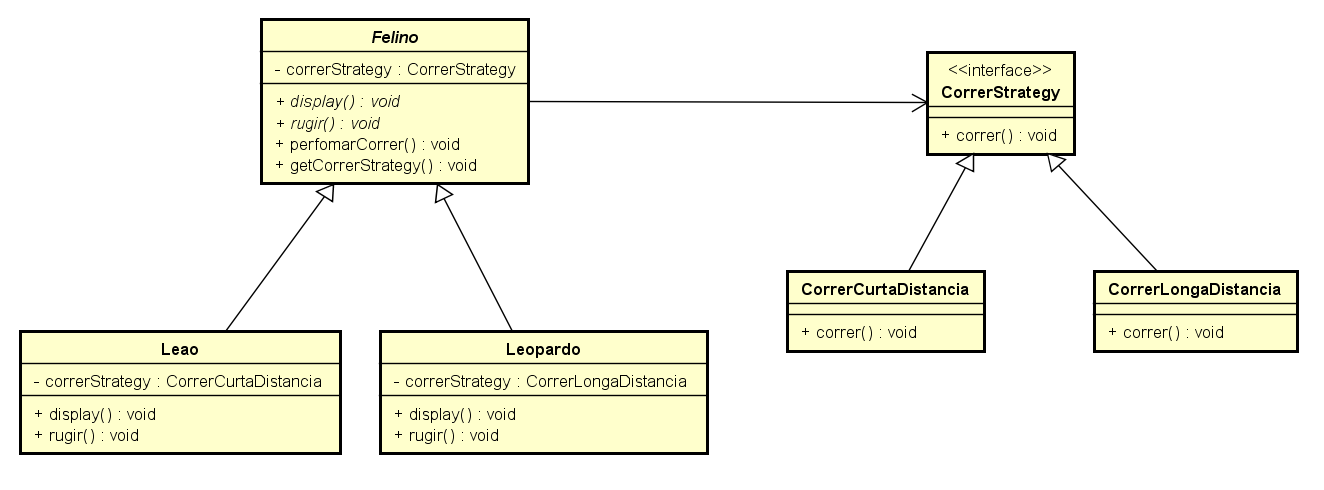 Felino
- correrStrategy : CorrerStrategy
+ display() : void
+ rugir() : void
+ perfomarCorrer() : void
+ getCorrerStrategy() : void
<<interface>>
CorrerStrategy
+ correr() : void
CorrerCurtaDistancia
+ correr() : void
CorrerLongaDistancia
+ correr() : void
Leao
- correrStrategy : CorrerCurtaDistancia
+ display() : void
+ rugir() : void
Leopardo
- correrStrategy : CorrerLongaDistancia
+ display() : void
+ rugir() : void